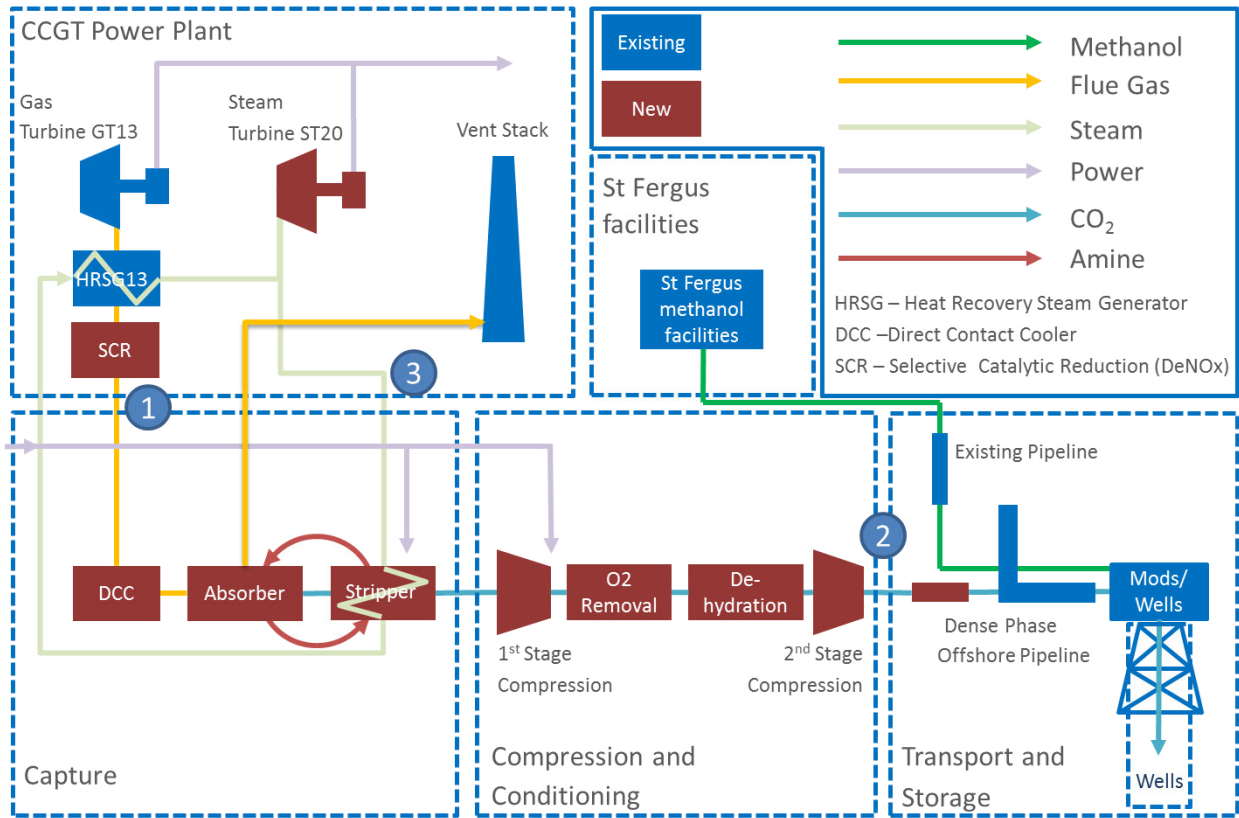 CCGT Power Plant
Gas
Turbine GT13
Steam
Turbine ST20
Vent Stack
HRSG13
SCR
3
1
Existing
New
Methanol
Flue Gas
Steam
Power
CO₂
Amine
HRSG – Heat Recovery Steam Generator
DCC –Direct Contact Cooler
SCR – Selective Catalytic Reduction (DeNOx)
St Fergus
facilities
St Fergus
methanol
facilities
DCC
Absorber
Stripper
Capture
O2
Removal
De-
hydration
1st Stage
Compression
2nd Stage
Compression
Compression and
Conditioning
2
Existing Pipeline
Mods/
Wells
Dense Phase
Offshore Pipeline
Wells
Transport and
Storage